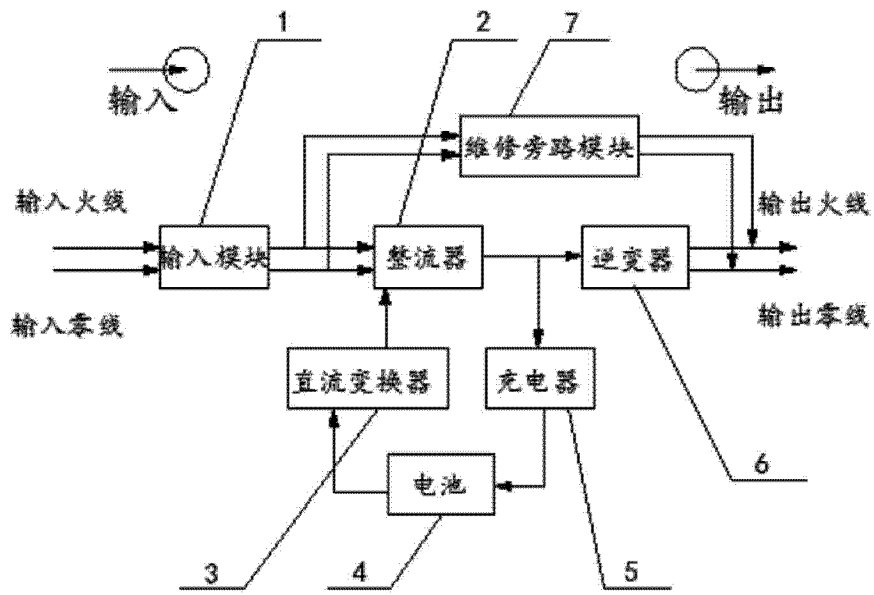 1
2
7
输入
输出
维修旁路模块
输入火线
输出火线
输入模块
整流器
逆变器
输入零线
输出零线
直流变换器
充电器
电池
6
3
4
5